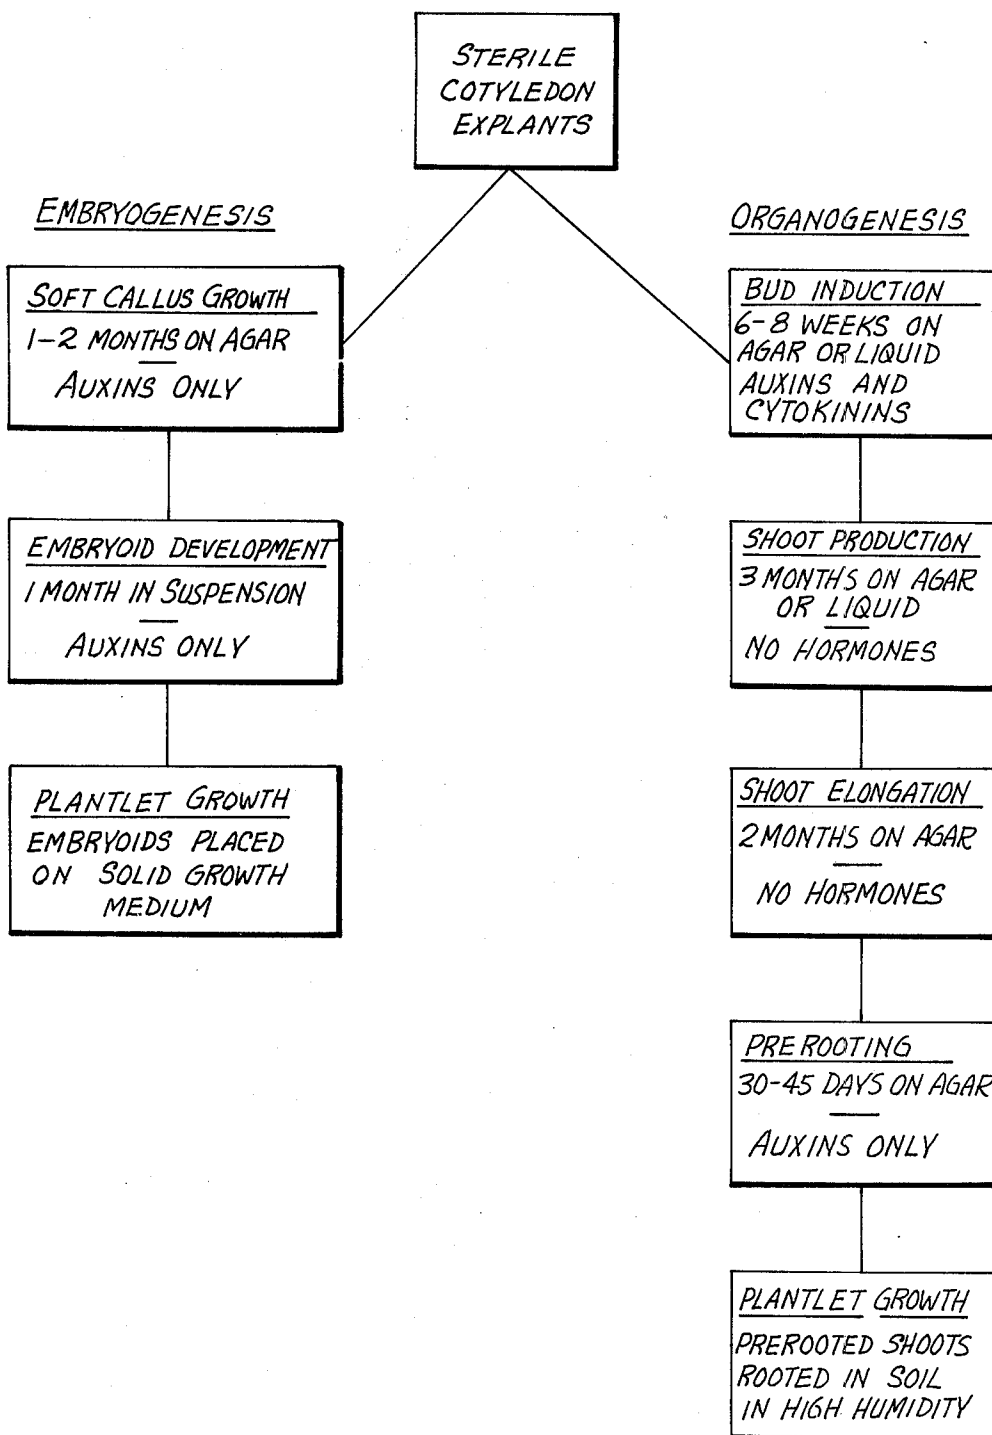 STERILE
COTYLEDON
EXPLANTS
EMBRYOGENESIS
SOFT CALLUS GROWTH
1-2 MONTHS ON AGAR
AUXINS ONLY
EMBRYOID DEVELOPMENT
1 MONTH IN SUSPENSION
AUXINS ONLY
PLANTLET GROWTH
EMBRYOIDS PLACED
ON SOLID GROWTH
MEDIUM
ORGANOGENESIS
BUD INDUCTION
6-8 WEEKS ON
AGAR OR LIQUID
AUXINS AND
CYTOKININS
SHOOT PRODUCTION
3 MONTHS ON AGAR
OR LIQUID
NO HORMONES
SHOOT ELONGATION
2 MONTHS ON AGAR
NO HORMONES
PREROOTING
30-45 DAYS ON AGAR
AUXINS ONLY
PLANTLET GROWTH
PREROOTED SHOOTS
ROOTED IN SOIL
IN HIGH HUMIDITY